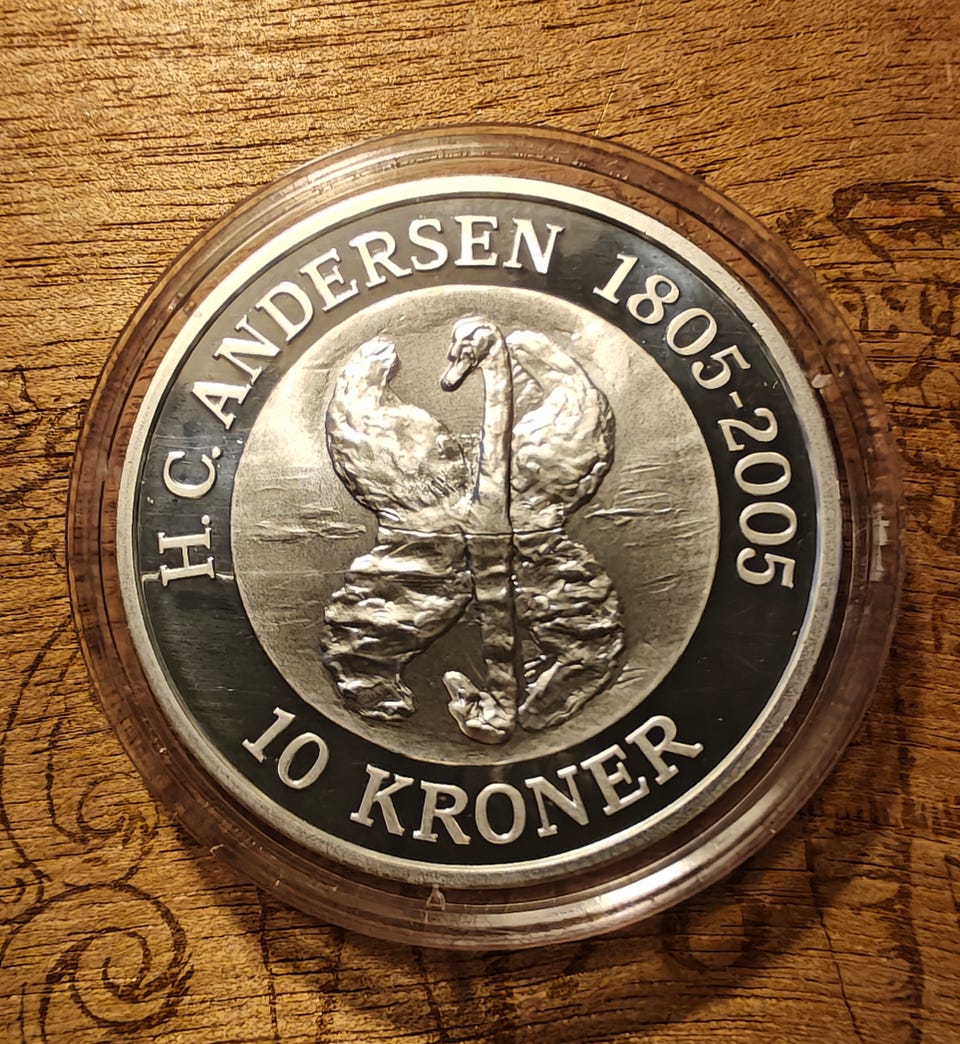 H.C. ANDERSEN 1805-2005
10 KRONER